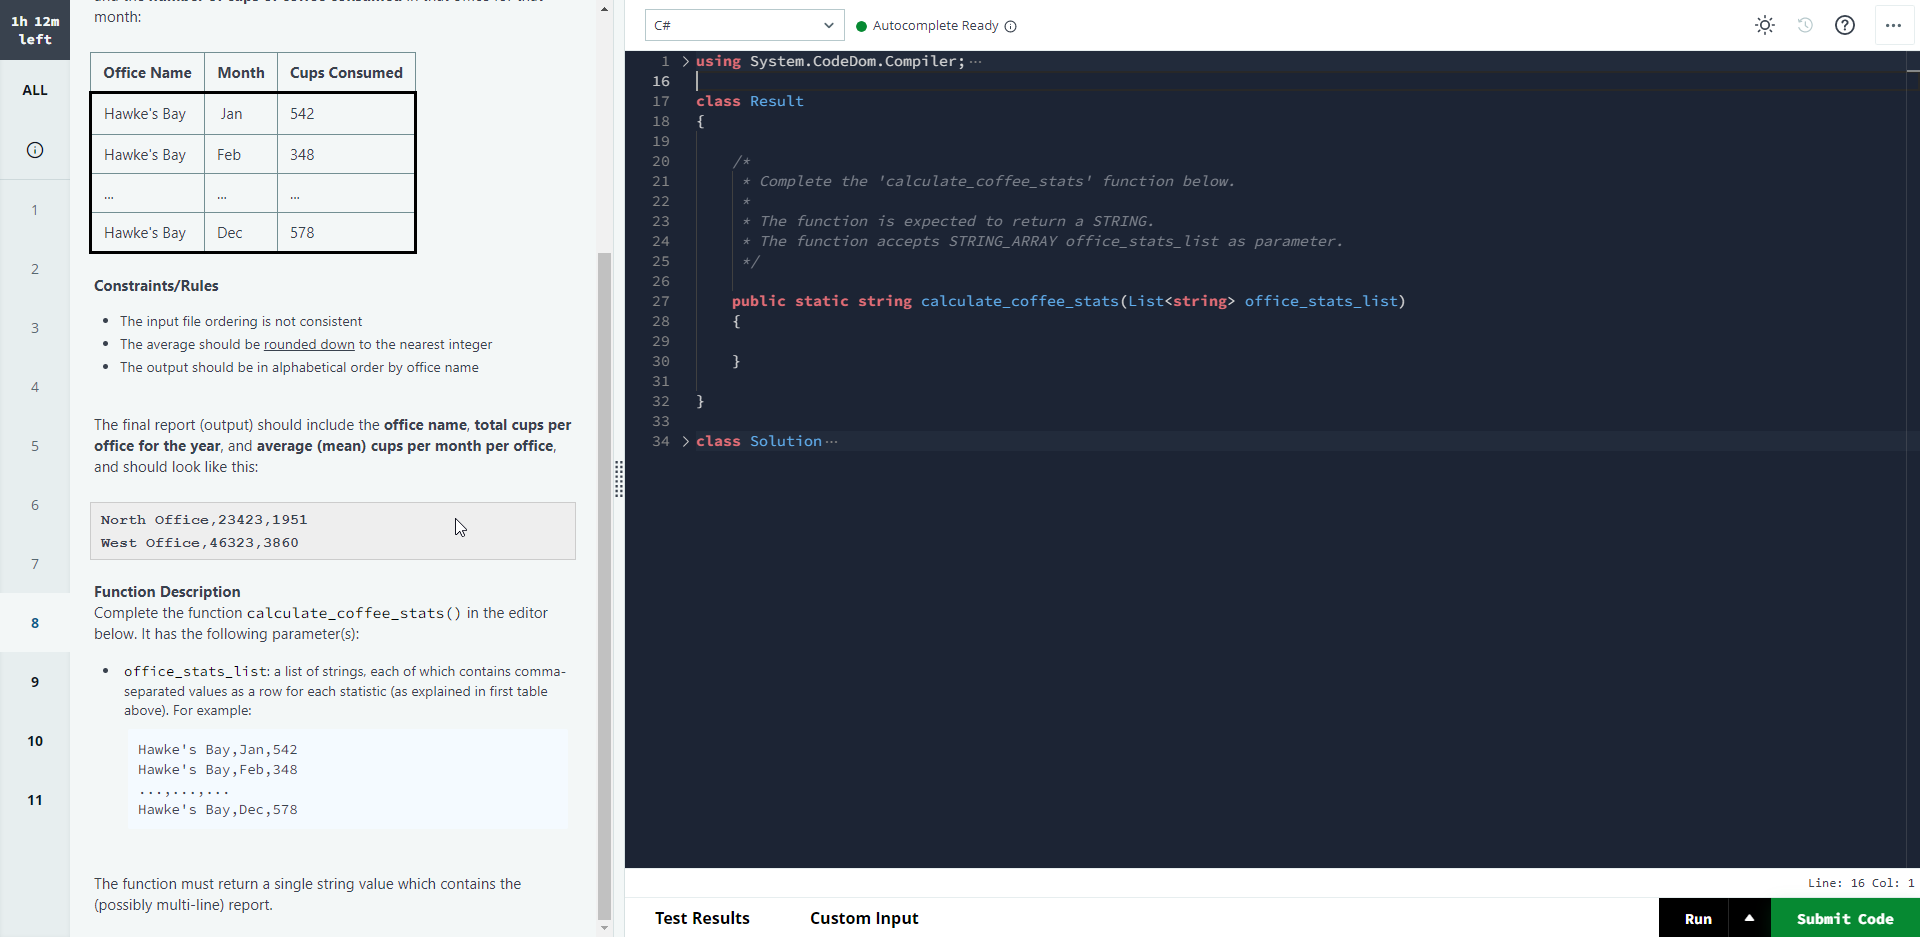 1h 12m
left
ALL
1
2
3
4
5
6
7
8
9
10
11
month:
Office Name Month Cups Consumed
Hawke's Bay Jan 542
Hawke's Bay Feb 348
... ... ...
Hawke's Bay Dec 578
Constraints/Rules
• The input file ordering is not consistent
• The average should be rounded down to the nearest integer
• The output should be in alphabetical order by office name
The final report (output) should include the office name, total cups per
office for the year, and average (mean) cups per month per office,
and should look like this:
North Office,23423,1951
West Office,46323,3860
Function Description
Complete the function calculate_coffee_stats() in the editor
below. It has the following parameter(s):
• office_stats_list: a list of strings, each of which contains comma-
separated values as a row for each statistic (as explained in first table
above). For example:
Hawke's Bay,Jan,542
Hawke's Bay,Feb,348
...,...,...
Hawke's Bay,Dec,578
The function must return a single string value which contains the
(possibly multi-line) report.
C# Autocomplete Ready
1 using System.CodeDom.Compiler; ...
16
17 class Result
18 {
19
20 /*
21 * Complete the 'calculate_coffee_stats' function below.
22 *
23 * The function is expected to return a STRING.
24 * The function accepts STRING_ARRAY office_stats_list as parameter.
25 */
26
27 public static string calculate_coffee_stats(List<string> office_stats_list)
28 {
29
30 }
31
32 }
33
34 class Solution ...
Line: 16 Col: 1
Test Results Custom Input Run Submit Code